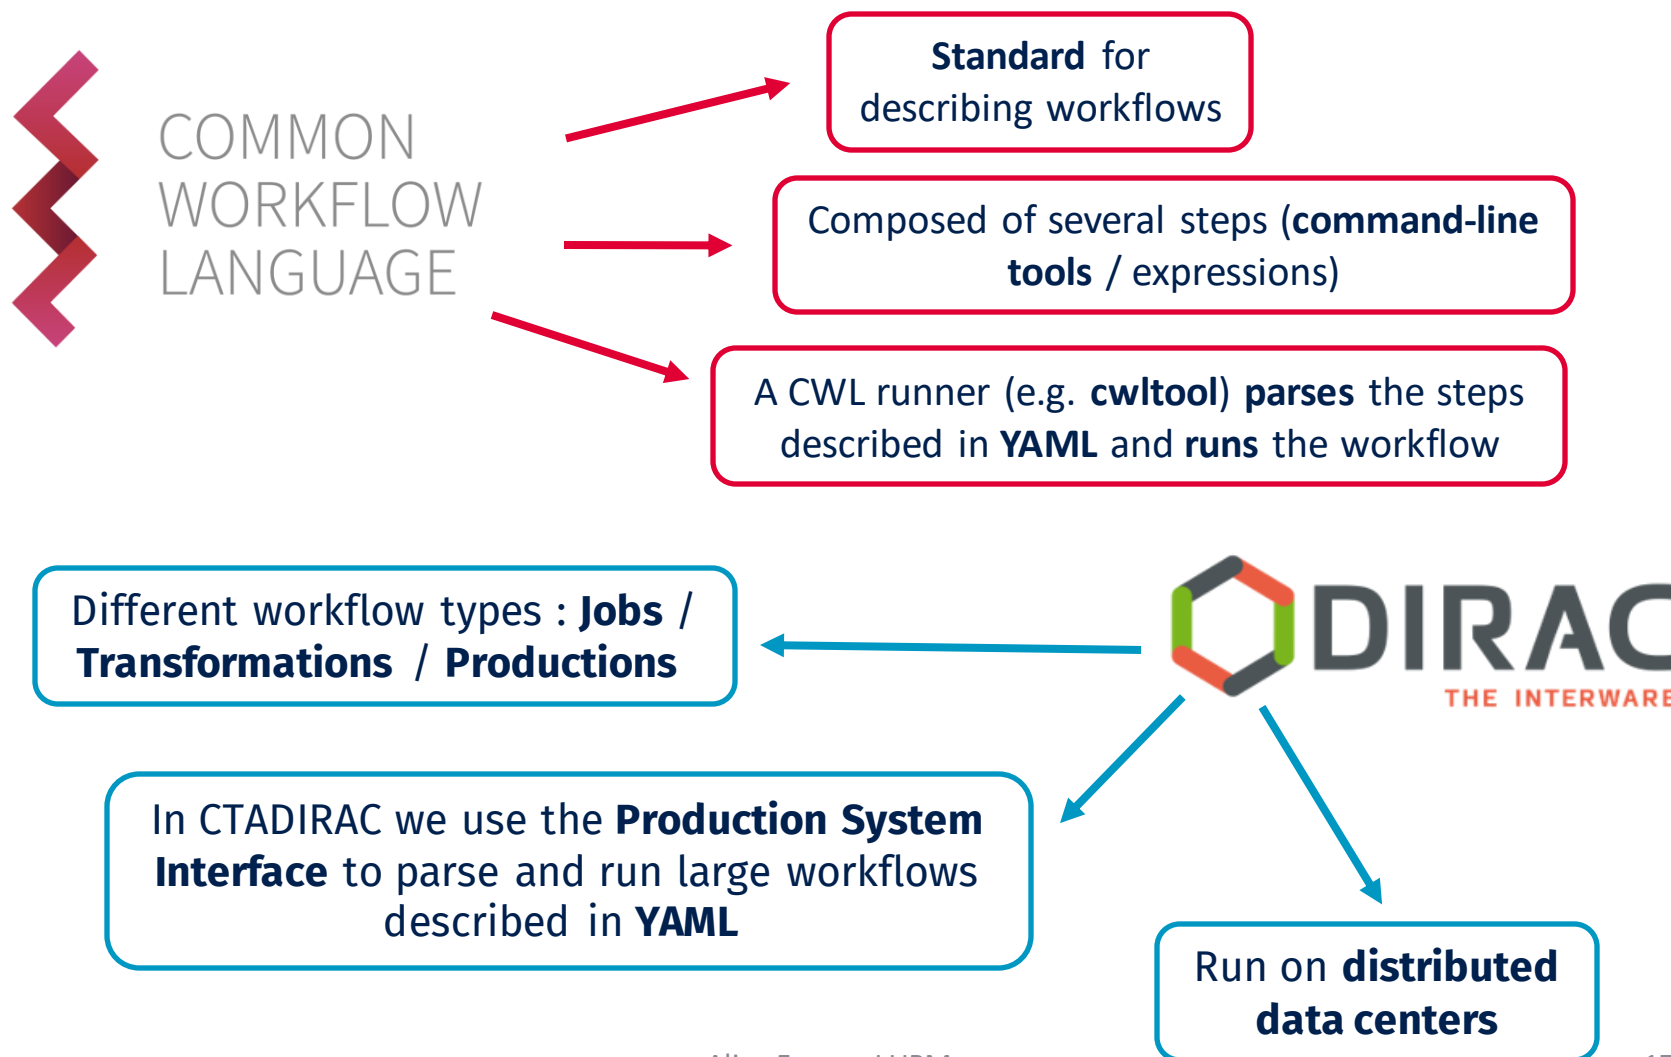 COMMON
WORKFLOW
LANGUAGE
Standard for
describing workflows
Composed of several steps (command-line
tools / expressions)
A CWL runner (e.g. cwltool) parses the steps
described in YAML and runs the workflow
Different workflow types : Jobs /
Transformations / Productions
DIRAC
THE INTERWARE
In CTADIRAC we use the Production System
Interface to parse and run large workflows
described in YAML
Run on distributed
data centers